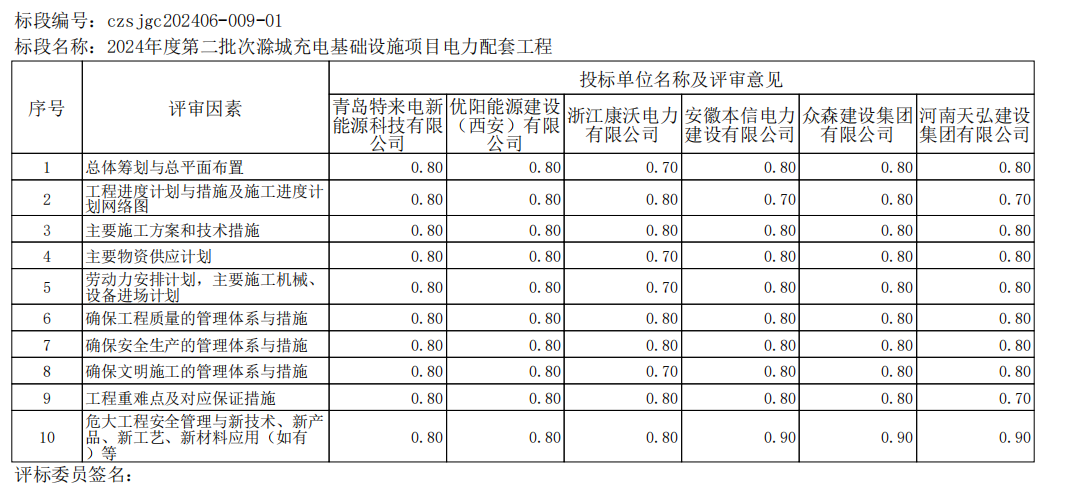 标段编号：czsjgc202406-009-01
标段名称：2024年度第二批次滁城充电基础设施项目电力配套工程
序号 评审因素 投标单位名称及评审意见
青岛特来电新能源科技有限公司 优阳能源建设（西安）有限公司 浙江康沃电力有限公司 安徽本信电力建设有限公司 众森建设集团有限公司 河南天弘建设集团有限公司
1 总体筹划与总平面布置 0.80 0.80 0.70 0.80 0.80 0.80
2 工程进度计划与措施及施工进度计划网络图 0.80 0.80 0.80 0.70 0.80 0.70
3 主要施工方案和技术措施 0.80 0.80 0.80 0.80 0.80 0.80
4 主要物资供应计划 0.80 0.80 0.70 0.80 0.80 0.80
5 劳动力安排计划，主要施工机械、设备进场计划 0.80 0.80 0.70 0.80 0.80 0.80
6 确保工程质量的管理体系与措施 0.80 0.80 0.80 0.80 0.80 0.80
7 确保安全生产的管理体系与措施 0.80 0.80 0.80 0.80 0.80 0.80
8 确保文明施工的管理体系与措施 0.80 0.80 0.70 0.80 0.80 0.80
9 工程重难点及对应保证措施 0.80 0.80 0.80 0.80 0.80 0.70
10 危大工程安全管理与新技术、新产品、新工艺、新材料应用（如有）等 0.80 0.80 0.80 0.90 0.90 0.90
评标委员签名：